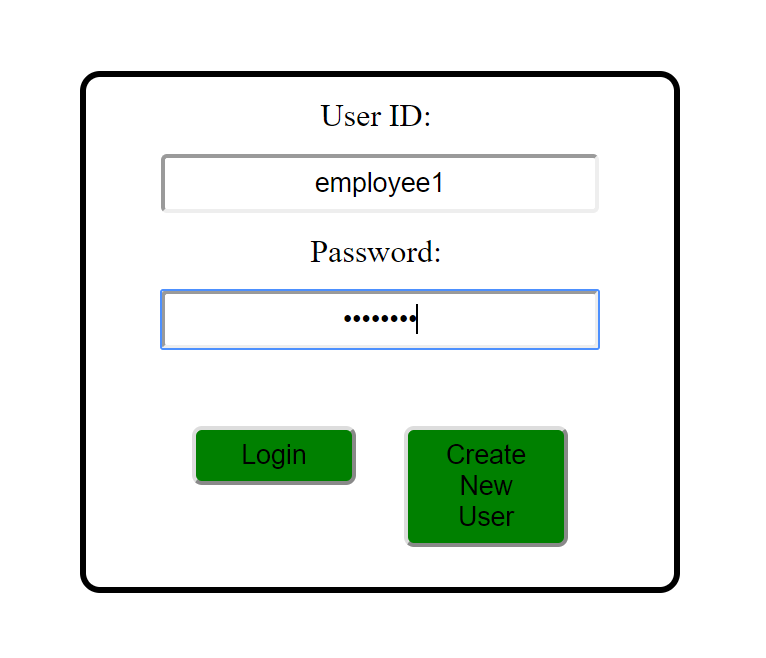 User ID:
employee1
Password:
••••••••
Login
Create
New
User